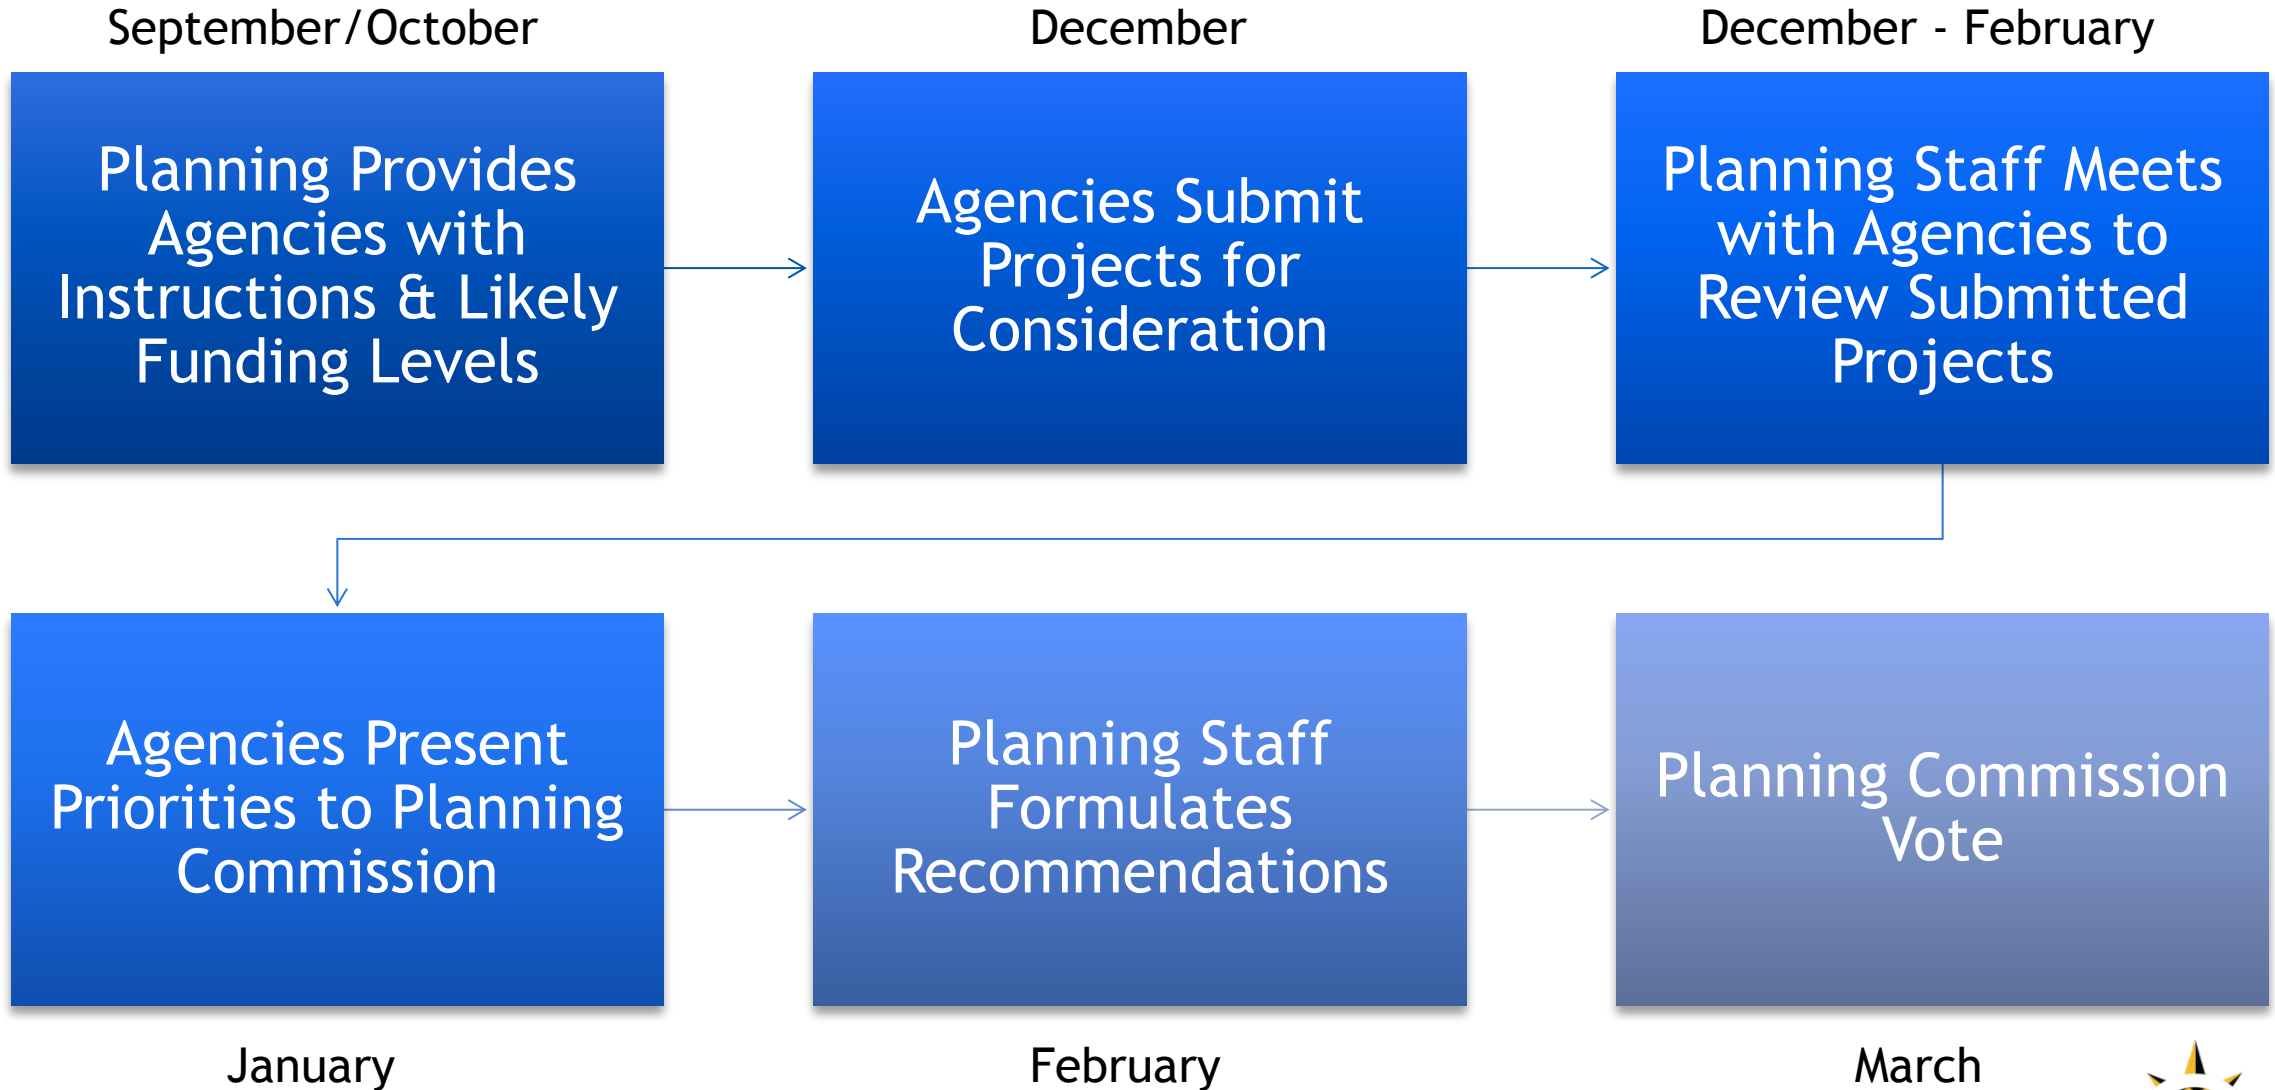 September/October
December
December - February
Planning Provides
Agencies with
Instructions & Likely
Funding Levels
Agencies Submit
Projects for
Consideration
Planning Staff Meets
with Agencies to
Review Submitted
Projects
Agencies Present
Priorities to Planning
Commission
Planning Staff
Formulates
Recommendations
Planning Commission
Vote
January
February
March